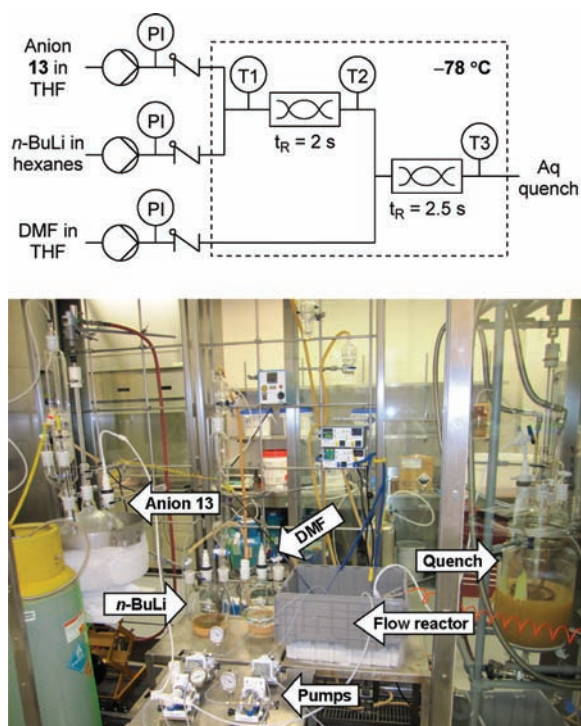 Anion
13 in
THF
PI
n-BuLi in
hexanes
PI
DMF in
THF
PI
–78 °C
T1
T2
tR = 2 s
T3
tR = 2.5 s
Aq
quench
Anion 13
DMF
n-BuLi
Quench
Flow reactor
Pumps